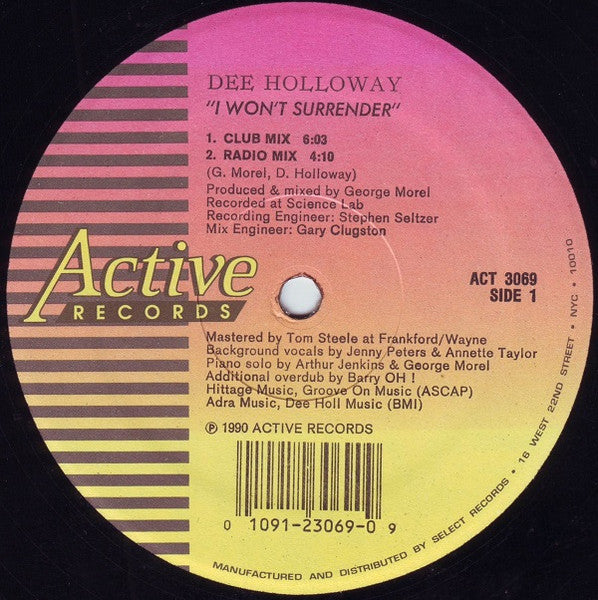 DEE HOLLOWAY
"I WON'T SURRENDER"
1. CLUB MIX 6:03
2. RADIO MIX 4:10
(G. Morel, D. Holloway)
Produced & mixed by George Morel
Recorded at Science Lab
Recording Engineer: Stephen Seltzer
Mix Engineer: Gary Clugston
Active
RECORDS
ACT 3069
SIDE 1
Mastered by Tom Steele at Frankford/Wayne
Background vocals by Jenny Peters & Annette Taylor
Piano solo by Arthur Jenkins & George Morel
Additional overdub by Barry OH !
Hittage Music, Groove On Music (ASCAP)
Adra Music, Dee Holl Music (BMI)
℗ 1990 ACTIVE RECORDS
0 1091-23069-0 9
MANUFACTURED AND DISTRIBUTED BY SELECT RECORDS • 16 WEST 22ND STREET • NYC • 10010